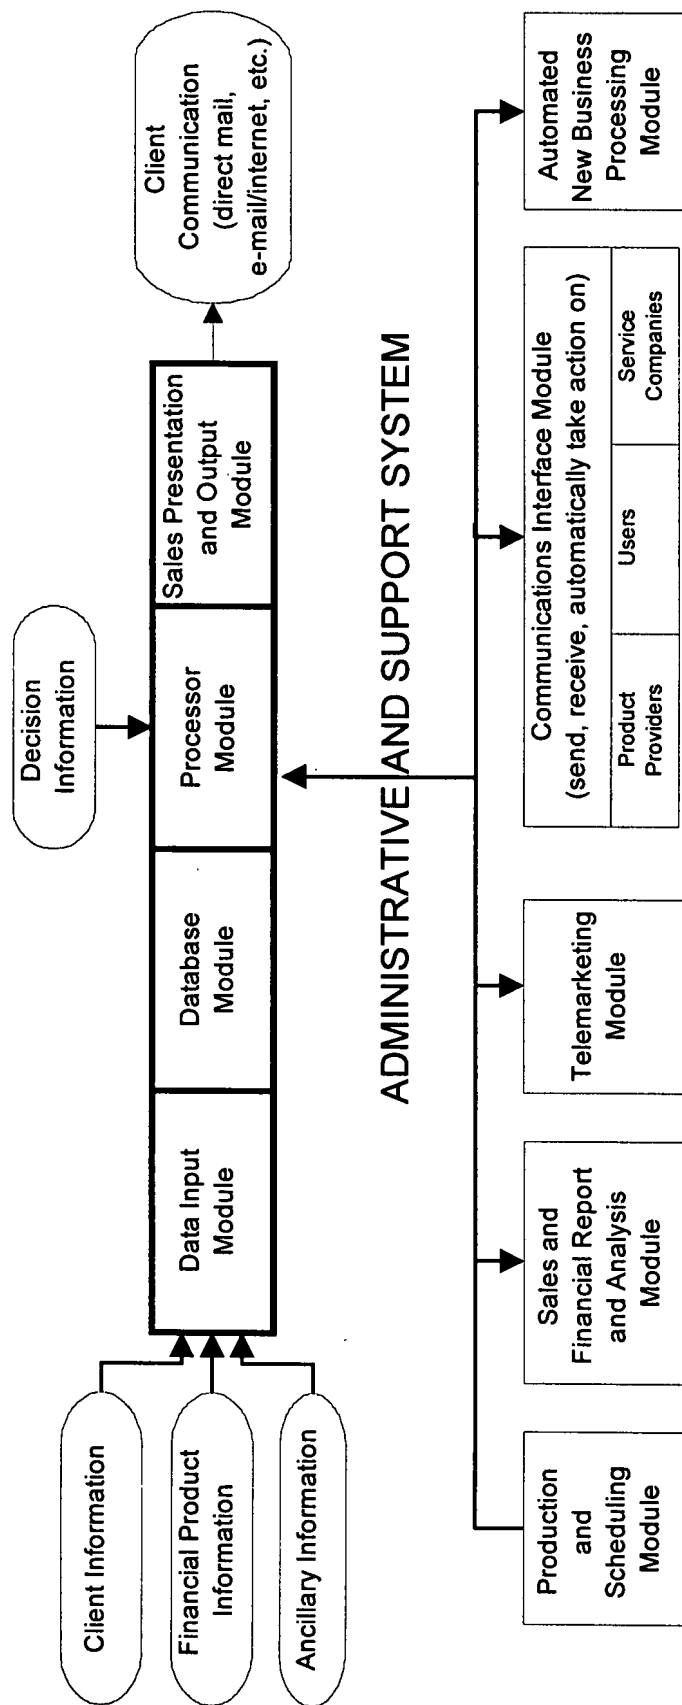 Client Information
Financial Product
Information
Ancillary Information
Data Input
Module
Database
Module
Decision
Information
Processor
Module
Sales Presentation
and Output
Module
Client
Communication
(direct mail,
e-mail/internet, etc.)
ADMINISTRATIVE AND SUPPORT SYSTEM
Production
and
Scheduling
Module
Sales and
Financial Report
and Analysis
Module
Telemarketing
Module
Communications Interface Module
(send, receive, automatically take action on)
Product
Providers
Users
Service
Companies
Automated
New Business
Processing
Module